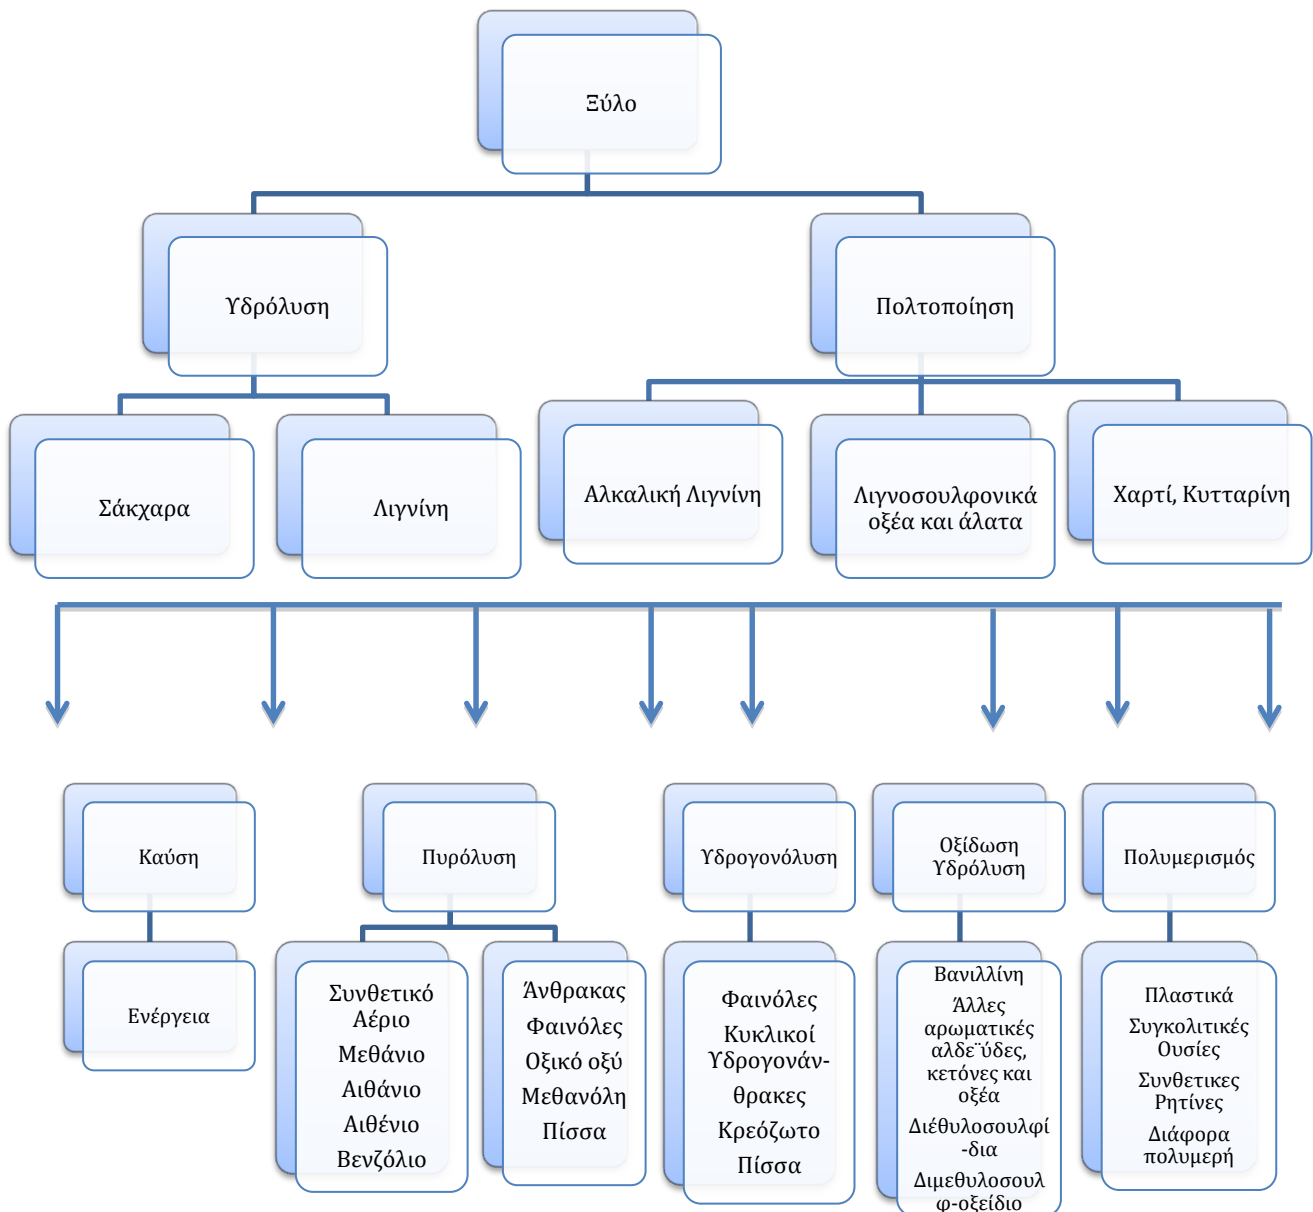 Ξύλο
Υδρόλυση
Πολτοποίηση
Σάκχαρα
Λιγνίνη
Αλκαλική Λιγνίνη
Λιγνοσουλφονικά
οξέα και άλατα
Χαρτί, Κυτταρίνη
Καύση
Πυρόλυση
Υδρογονόλυση
Οξίδωση
Υδρόλυση
Πολυμερισμός
Ενέργεια
Συνθετικό
Αέριο
Μεθάνιο
Αιθάνιο
Αιθένιο
Βενζόλιο
Άνθρακας
Φαινόλες
Οξικό οξύ
Μεθανόλη
Πίσσα
Φαινόλες
Κυκλικοί
Υδρογονάν-
θρακες
Κρεόζωτο
Πίσσα
Βανιλλίνη
Άλλες
αρωματικές
αλδε¨ύδες,
κετόνες και
οξέα
Διέθυλοσουλφί
-δια
Διμεθυλοσουλ
φ-οξείδιο
Πλαστικά
Συγκολιτικές
Ουσίες
Συνθετικες
Ρητίνες
Διάφορα
πολυμερή